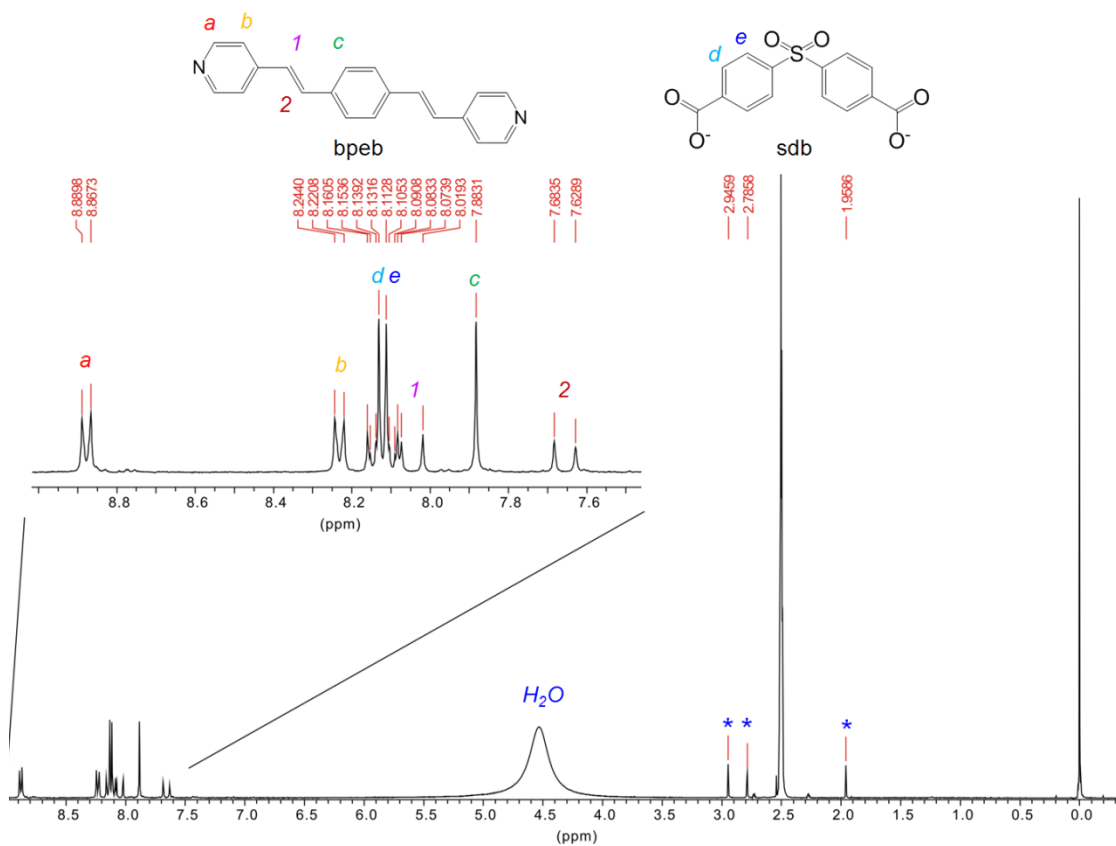 a b
1 c
N
2
N
bpeb
d e
O O
S
O
O-
O
O-
sdb
8.8898
8.8673
8.2440
8.2208
8.1605
8.1536
8.1392
8.1316
8.1128
8.1053
8.0908
8.0833
8.0739
8.0193
7.8831
7.6835
7.6289
2.9459
2.7858
1.9586
d e c
a b 1 2
8.8 8.6 8.4 8.2 8.0 7.8 7.6
(ppm)
H2O
* * *
8.5 8.0 7.5 7.0 6.5 6.0 5.5 5.0 4.5 4.0 3.5 3.0 2.5 2.0 1.5 1.0 0.5 0.0
(ppm)